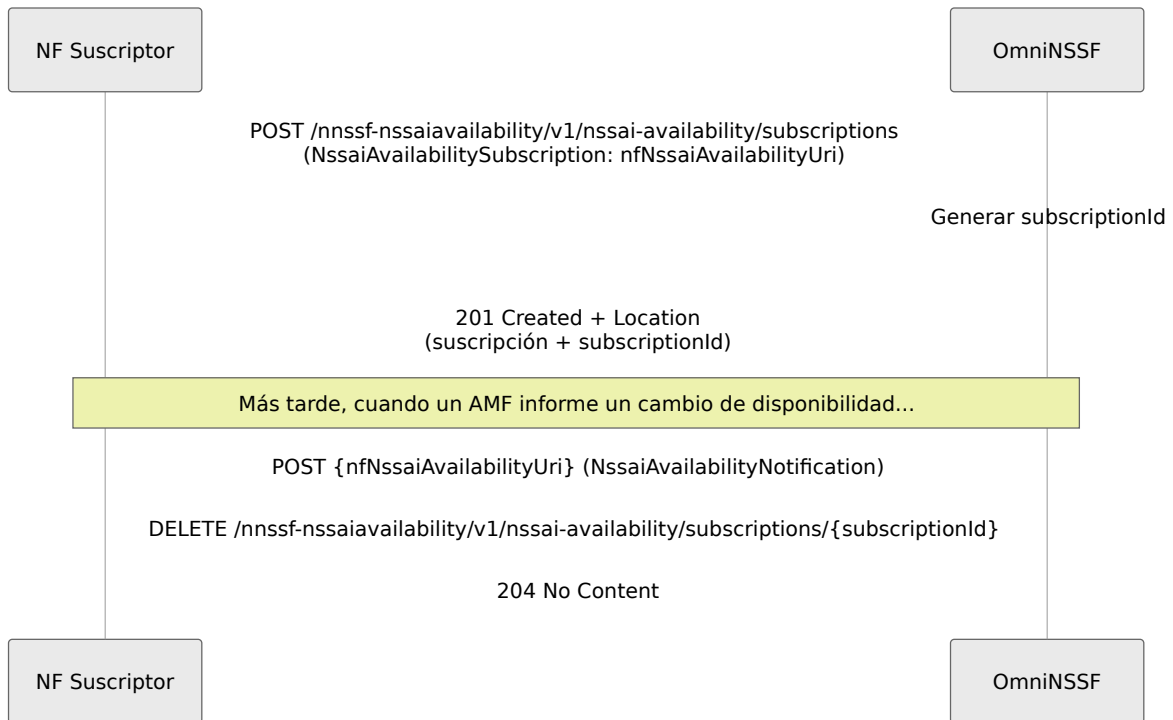 NF Suscriptor
OmniNSSF
POST /nnssf-nssaiavailability/v1/nssai-availability/subscriptions
(NssaiAvailabilitySubscription: nfNssaiAvailabilityUri)
Generar subscriptionId
201 Created + Location
(suscripción + subscriptionId)
Más tarde, cuando un AMF informe un cambio de disponibilidad...
POST {nfNssaiAvailabilityUri} (NssaiAvailabilityNotification)
DELETE /nnssf-nssaiavailability/v1/nssai-availability/subscriptions/{subscriptionId}
204 No Content
NF Suscriptor
OmniNSSF